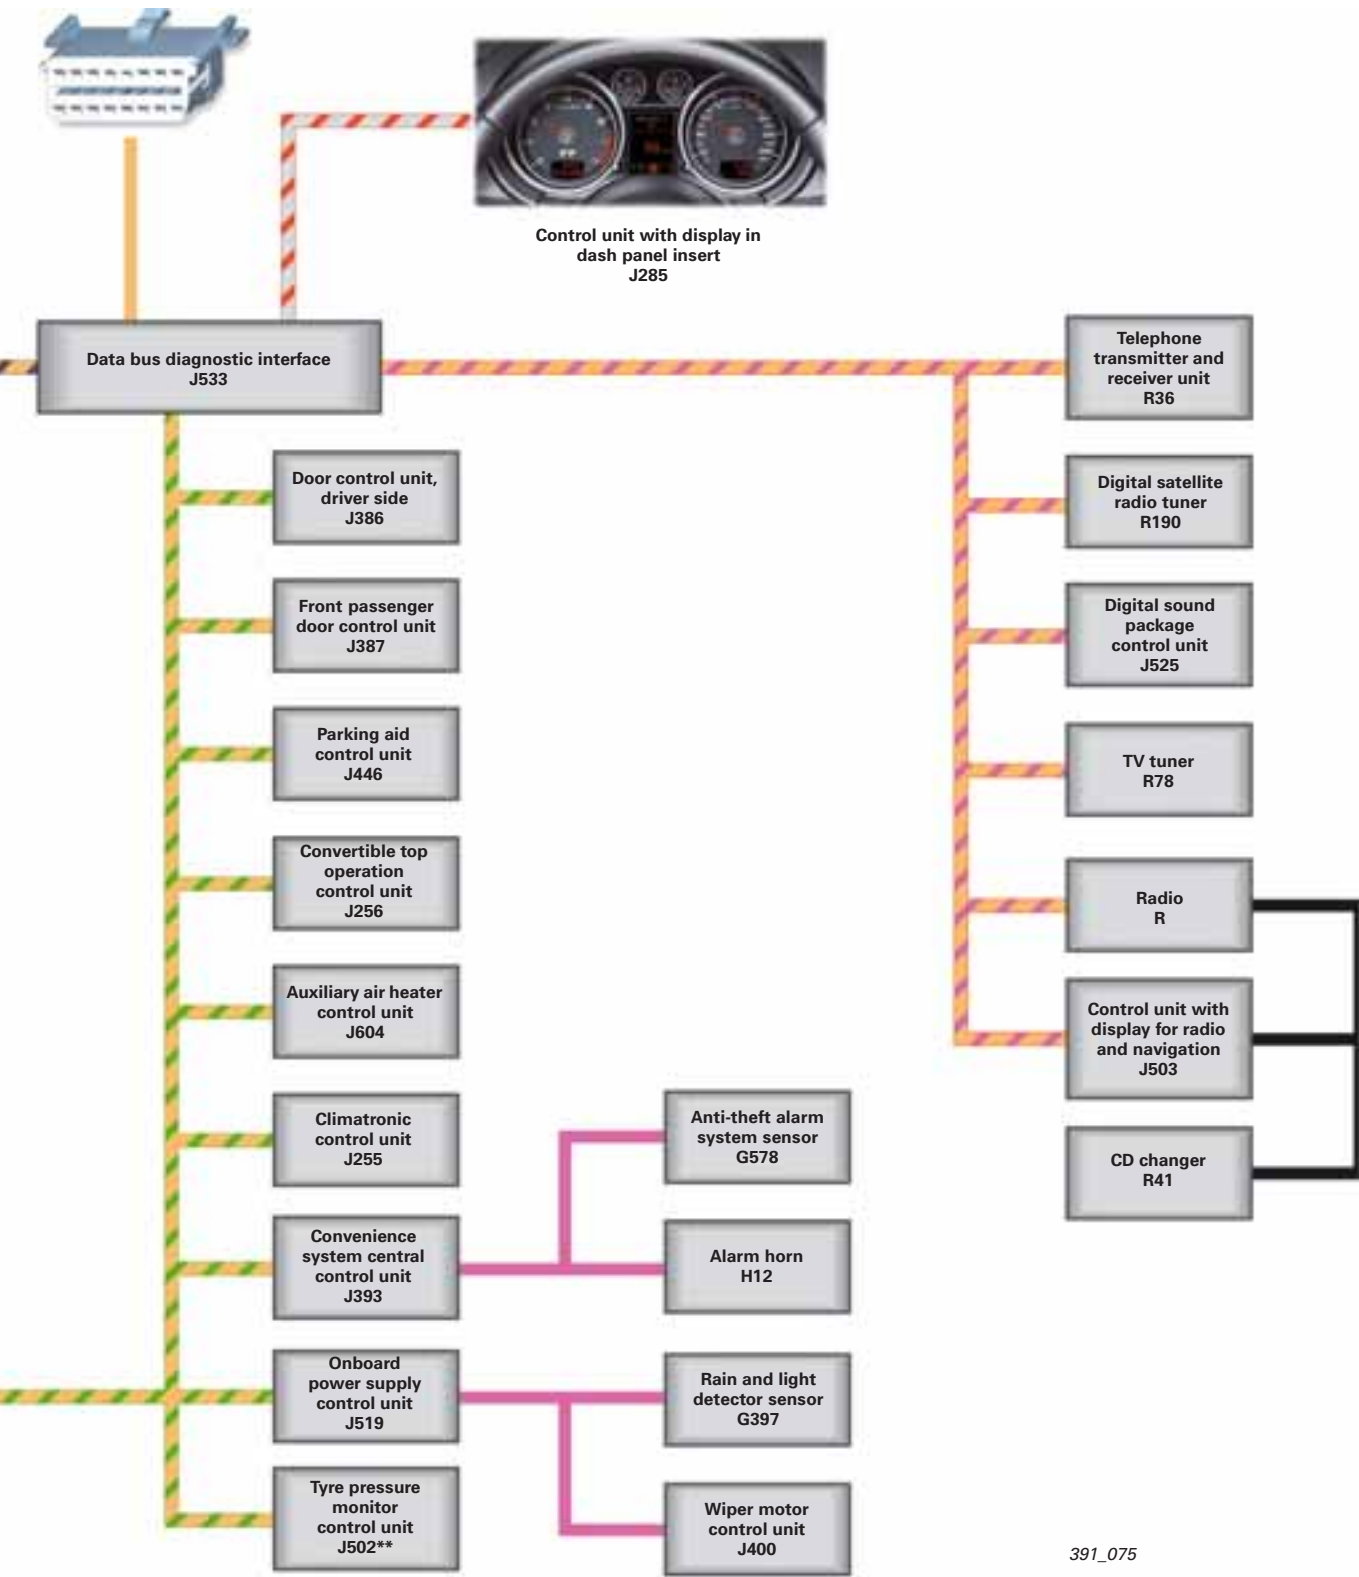 Control unit with display in
dash panel insert
J285
Data bus diagnostic interface
J533
Telephone
transmitter and
receiver unit
R36
Door control unit,
driver side
J386
Digital satellite
radio tuner
R190
Front passenger
door control unit
J387
Digital sound
package
control unit
J525
Parking aid
control unit
J446
TV tuner
R78
Convertible top
operation
control unit
J256
Radio
R
Auxiliary air heater
control unit
J604
Control unit with
display for radio
and navigation
J503
Climatronic
control unit
J255
Anti-theft alarm
system sensor
G578
CD changer
R41
Convenience
system central
control unit
J393
Alarm horn
H12
Onboard
power supply
control unit
J519
Rain and light
detector sensor
G397
Tyre pressure
monitor
control unit
J502**
Wiper motor
control unit
J400
391_075